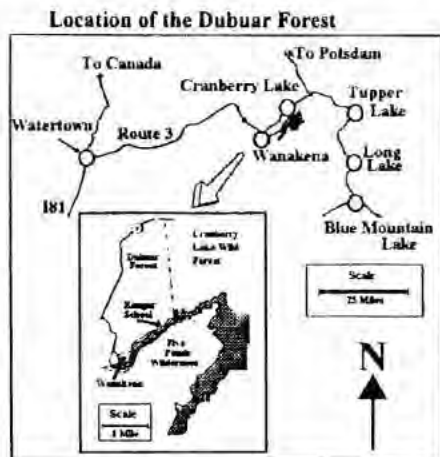 Location of the Dubuar Forest
To Canada
To Potsdam
Cranberry Lake
Tupper
Lake
Watertown
Route 3
Wanakena
Long
Lake
I81
Blue Mountain
Lake
Cranberry
Lake Wild
Forest
Dubuar
Forest
Ranger
School
Five
Ponds
Wilderness
Wanakena
Scale
1 Mile
Scale
25 Miles
N